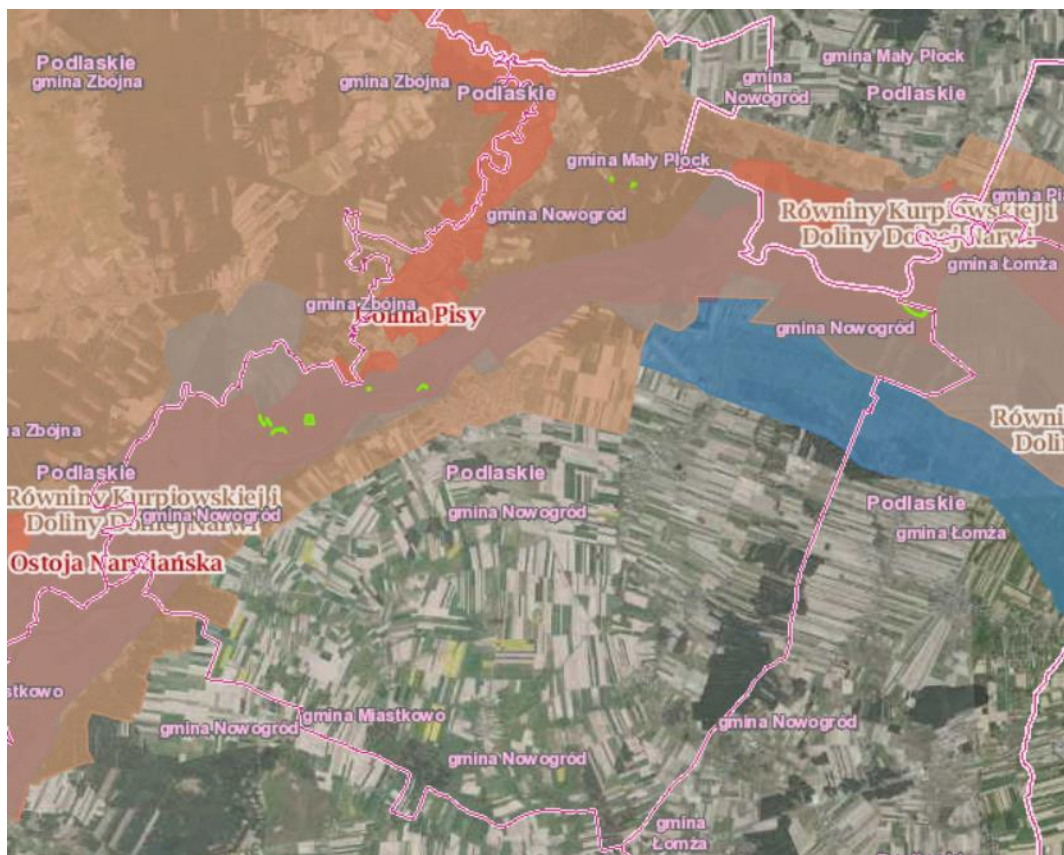 Podlaskie
gmina Zbójna
gmina Zbójna
Podlaskie
gmina Mały Płock
Podlaskie
gmina
Nowogród
gmina Mały Płock
gmina Nowogród
Równiny Kurpiowskiej i
Doliny Dolnej Narwi
gmina Łomża
gmina Zbójna
Dolina Pisy
gmina Nowogród
Zbójna
Podlaskie
Równiny Kurpiowskiej i
Doliny Dolnej Narwi
gmina Nowogród
Ostoja Narwiańska
Podlaskie
gmina Nowogród
Podlaskie
gmina Łomża
gmina Nowogród
gmina Miastkowo
gmina Nowogród
gmina Nowogród
gmina
Łomża